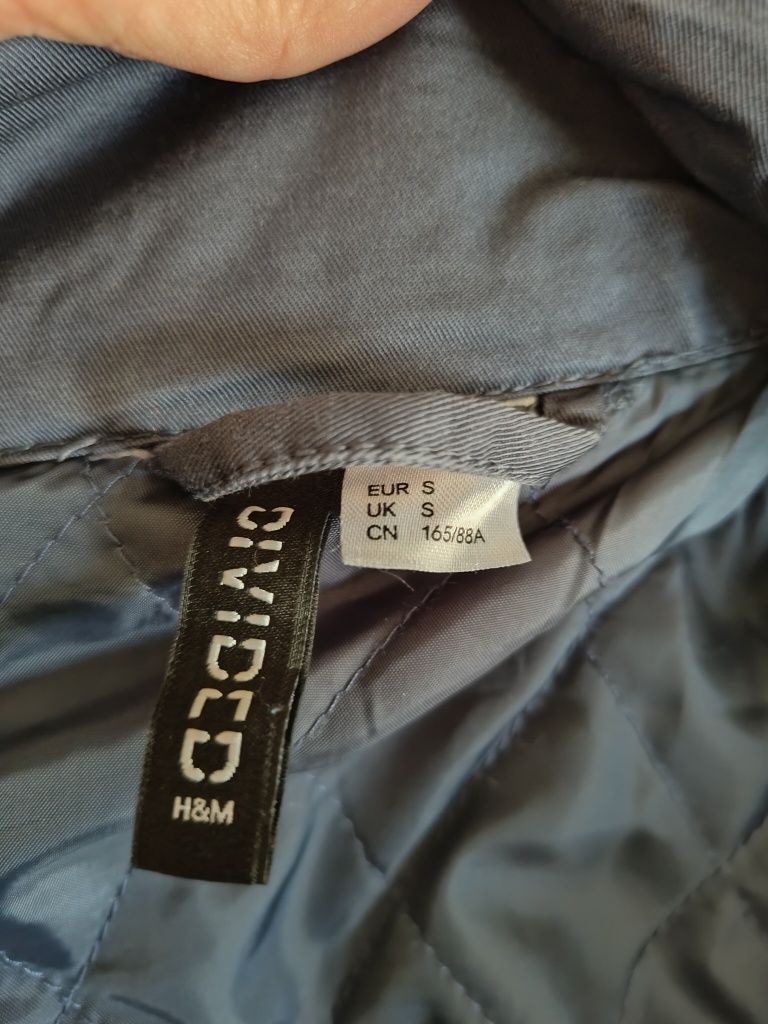 DIVIDED
H&M
EUR S
UK S
CN 165/88A